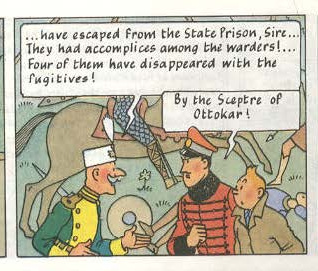 ...have escaped from the State Prison, Sire...
They had accomplices among the warders!...
Four of them have disappeared with the
fugitives!
By the Sceptre of
Ottokar!